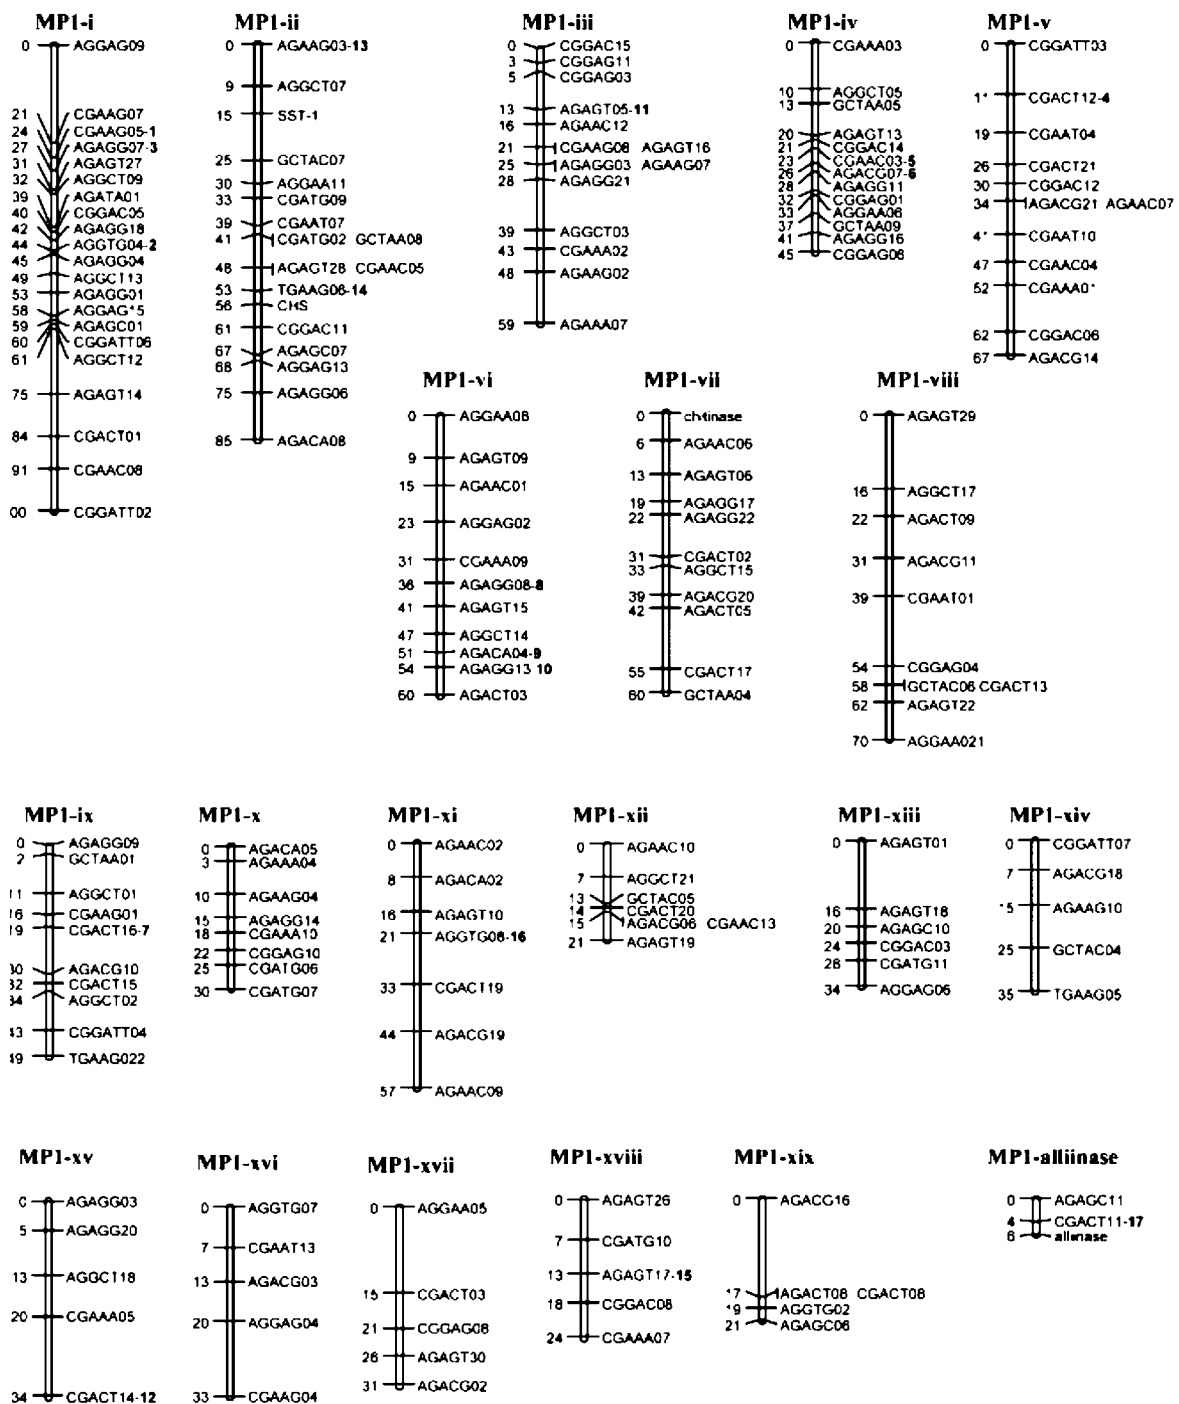 MP1-i
0 AGGAG09
21 CGAAG07
24 CGAAG05-1
27 AGAGG07-3
31 AGAGT27
32 AGGCT09
39 AGATA01
40 CGGAC05
42 AGAGG18
44 AGGTG04-2
45 AGAGG04
49 AGGCT13
53 AGAGG01
58 AGGAG15
59 AGAGC01
60 CGGATT06
61 AGGCT12
75 AGAGT14
84 CGACT01
91 CGAAC08
00 CGGATT02
MP1-ii
0 AGAAG03-13
9 AGGCT07
15 SST-1
25 GCTAC07
30 AGGAA11
33 CGATG09
39 CGAAT07
41 CGATG02 GCTAA08
48 AGAGT28 CGAAC05
53 TGAAG06-14
56 CHS
61 CGGAC11
67 AGAGC07
68 AGGAG13
75 AGAGG06
85 AGACA08
MP1-iii
0 CGGAC15
3 CGGAG11
5 CGGAG03
13 AGAGT05-11
16 AGAAC12
21 CGAAG08 AGAGT16
25 AGAGG03 AGAAG07
28 AGAGG21
39 AGGCT03
43 CGAAA02
48 AGAAG02
59 AGAAA07
MP1-iv
0 CGAAA03
10 AGGCT05
13 GCTAA05
20 AGAGT13
21 CGGAC14
23 CGAAC03-5
26 AGACG07-6
28 AGAGG11
32 CGGAG01
33 AGGAA06
37 GCTAA09
41 AGAGG16
45 CGGAG06
MP1-v
0 CGGATT03
11 CGACT12-4
19 CGAAT04
26 CGACT21
30 CGGAC12
34 AGACG21 AGAAC07
41 CGAAT10
47 CGAAC04
52 CGAAA01
62 CGGAC06
67 AGACG14
MP1-vi
0 AGGAA08
9 AGAGT09
15 AGAAC01
23 AGGAG02
31 CGAAA09
36 AGAGG08-8
41 AGAGT15
47 AGGCT14
51 AGACA04-9
54 AGAGG13-10
60 AGACT03
MP1-vii
0 chitinase
6 AGAAC06
13 AGAGT06
19 AGAGG17
22 AGAGG22
31 CGACT02
33 AGGCT15
39 AGACG20
42 AGACT05
55 CGACT17
60 GCTAA04
MP1-viii
0 AGAGT29
16 AGGCT17
22 AGACT09
31 AGACG11
39 CGAAT01
54 CGGAG04
58 GCTAC06 CGACT13
62 AGAGT22
70 AGGAA021
MP1-ix
0 AGAGG09
2 GCTAA01
11 AGGCT01
16 CGAAG01
19 CGACT16-7
30 AGACG10
32 CGACT15
34 AGGCT02
43 CGGATT04
49 TGAAG022
MP1-x
0 AGACA05
3 AGAAA04
10 AGAAG04
15 AGAGG14
18 CGAAA10
22 CGGAG10
25 CGATG06
30 CGATG07
MP1-xi
0 AGAAC02
8 AGACA02
16 AGAGT10
21 AGGTG08-16
33 CGACT19
44 AGACG19
57 AGAAC09
MP1-xii
0 AGAAC10
7 AGGCT21
13 GCTAC05
14 CGACT20
15 AGACG06 CGAAC13
21 AGAGT19
MP1-xiii
0 AGAGT01
16 AGAGT18
20 AGAGC10
24 CGGAC03
28 CGATG11
34 AGGAG06
MP1-xiv
0 CGGATT07
7 AGACG18
15 AGAAG10
25 GCTAC04
35 TGAAG05
MP1-xv
0 AGAGG03
5 AGAGG20
13 AGGCT18
20 CGAAA05
34 CGACT14-12
MP1-xvi
0 AGGTG07
7 CGAAT13
13 AGACG03
20 AGGAG04
33 CGAAG04
MP1-xvii
0 AGGAA05
15 CGACT03
21 CGGAG08
26 AGAGT30
31 AGACG02
MP1-xviii
0 AGAGT26
7 CGATG10
13 AGAGT17-15
18 CGGAC08
24 CGAAA07
MP1-xix
0 AGACG16
17 AGACT08 CGACT08
19 AGGTG02
21 AGAGC06
MP1-alliinase
0 AGAGC11
4 CGACT11-17
6 alliinase